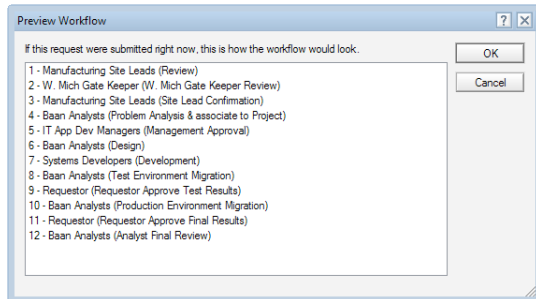 Preview Workflow
If this request were submitted right now, this is how the workflow would look.
OK
Cancel
1 - Manufacturing Site Leads (Review)
2 - W. Mich Gate Keeper (W. Mich Gate Keeper Review)
3 - Manufacturing Site Leads (Site Lead Confirmation)
4 - Baan Analysts (Problem Analysis & associate to Project)
5 - IT App Dev Managers (Management Approval)
6 - Baan Analysts (Design)
7 - Systems Developers (Development)
8 - Baan Analysts (Test Environment Migration)
9 - Requestor (Requestor Approve Test Results)
10 - Baan Analysts (Production Environment Migration)
11 - Requestor (Requestor Approve Final Results)
12 - Baan Analysts (Analyst Final Review)